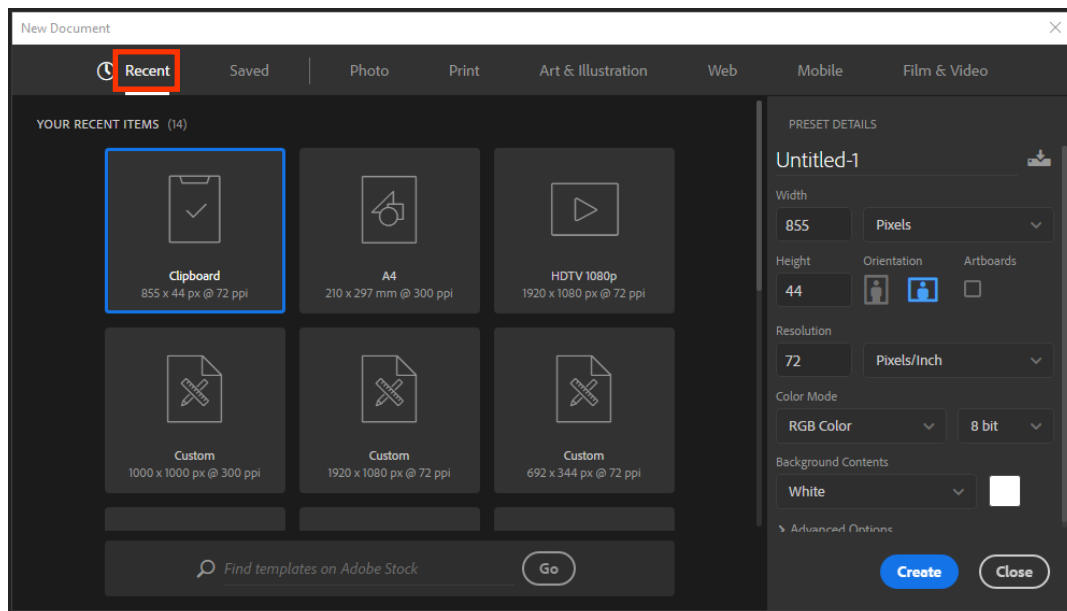 New Document
Recent Saved Photo Print Art & Illustration Web Mobile Film & Video
YOUR RECENT ITEMS (14)
Clipboard
855 x 44 px @ 72 ppi
A4
210 x 297 mm @ 300 ppi
HDTV 1080p
1920 x 1080 px @ 72 ppi
Custom
1000 x 1000 px @ 300 ppi
Custom
1920 x 1080 px @ 72 ppi
Custom
692 x 344 px @ 72 ppi
Find templates on Adobe Stock
Go
PRESET DETAILS
Untitled-1
Width
855 Pixels
Height Orientation Artboards
44
Resolution
72 Pixels/Inch
Color Mode
RGB Color 8 bit
Background Contents
White
Advanced Options
Create Close